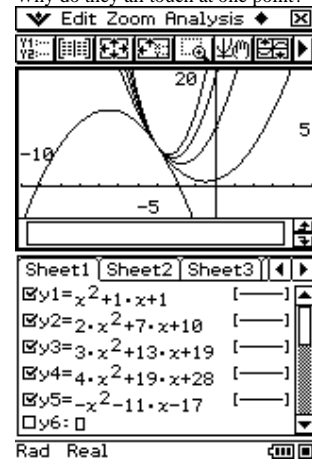 Why do they all touch at one point?
Edit Zoom Analysis
Y1:
Y2:
20
5
-10
-5
Sheet1 Sheet2 Sheet3
y1=x²+1·x+1 [—]
y2=2·x²+7·x+10 [—]
y3=3·x²+13·x+19 [—]
y4=4·x²+19·x+28 [—]
y5=-x²-11·x-17 [—]
y6:
Rad Real